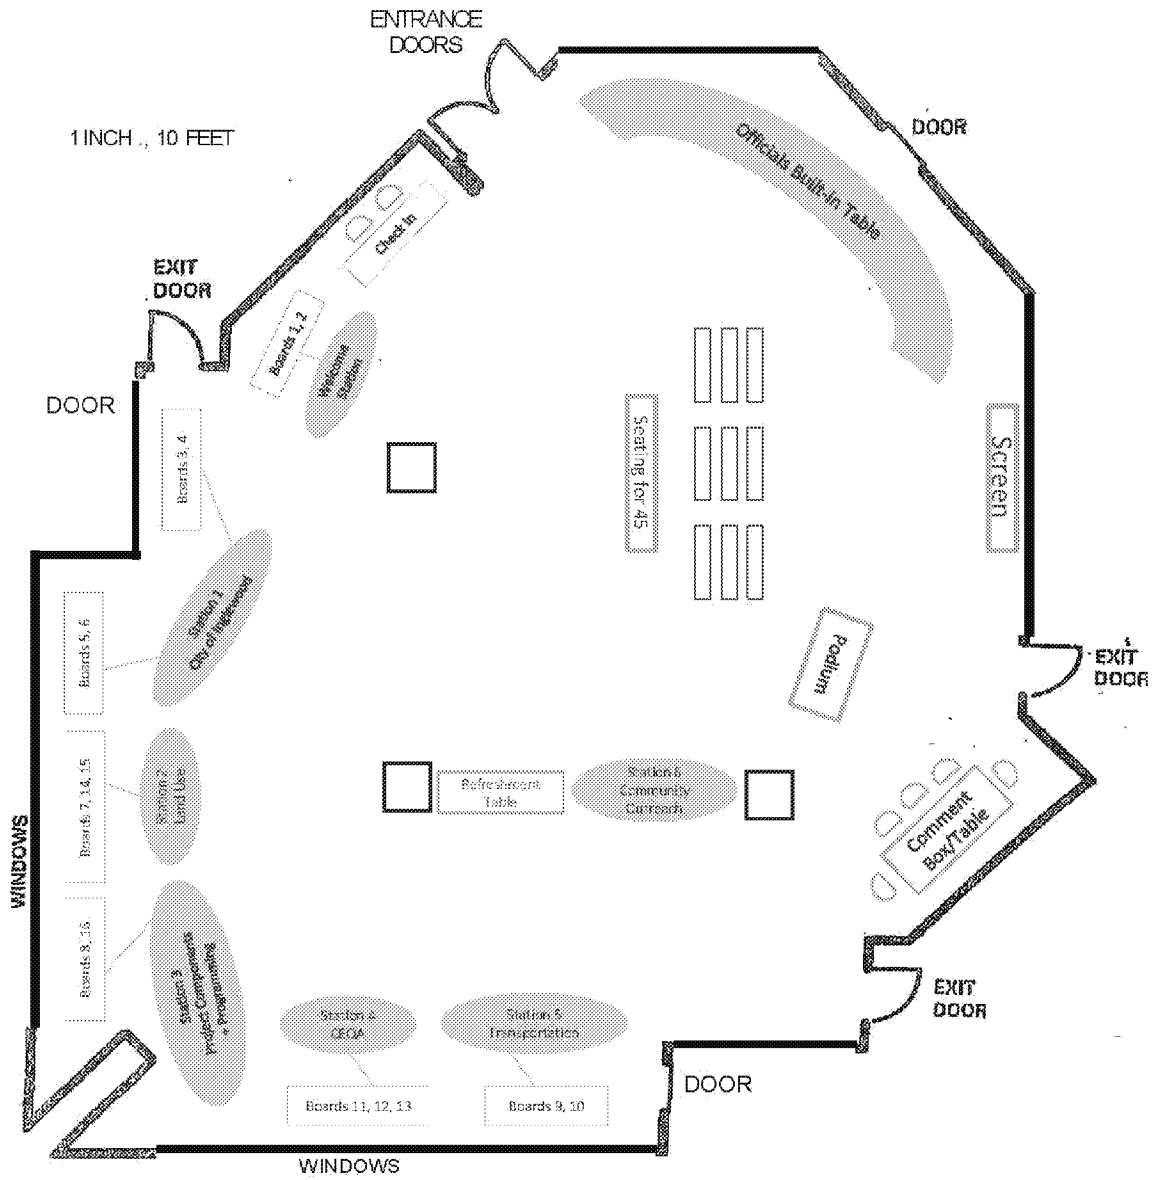 ENTRANCE
DOORS
1 INCH ., 10 FEET
DOOR
Officials Built-in Table
Check in
EXIT
DOOR
Boards 1, 2
Welcome
Station
DOOR
Boards 3, 4
Seating for 45
Screen
Station 1
City of Inglewood
Boards 5, 6
Podium
EXIT
DOOR
Station 2
Land Use
Boards 7, 14, 15
Refreshment
Table
Station 6
Community
Outreach
Comment
Box/Table
WINDOWS
Boards 8, 16
Station 3
Project Components
+ Programming
EXIT
DOOR
Station 4
CEQA
Station 5
Transportation
Boards 11, 12, 13
Boards 9, 10
DOOR
WINDOWS